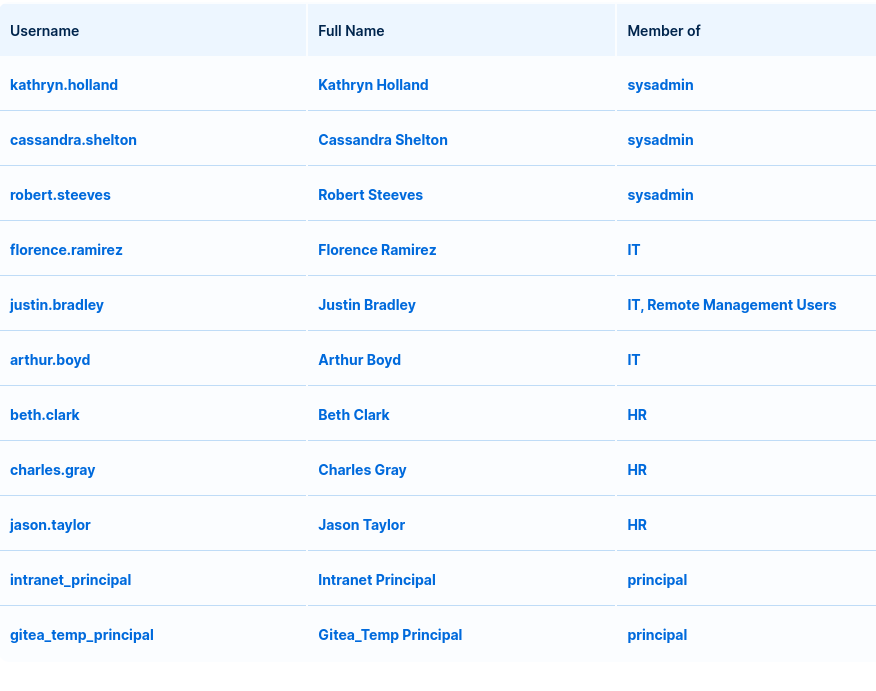 Username Full Name Member of
kathryn.holland Kathryn Holland sysadmin
cassandra.shelton Cassandra Shelton sysadmin
robert.steeves Robert Steeves sysadmin
florence.ramirez Florence Ramirez IT
justin.bradley Justin Bradley IT, Remote Management Users
arthur.boyd Arthur Boyd IT
beth.clark Beth Clark HR
charles.gray Charles Gray HR
jason.taylor Jason Taylor HR
intranet_principal Intranet Principal principal
gitea_temp_principal Gitea_Temp Principal principal